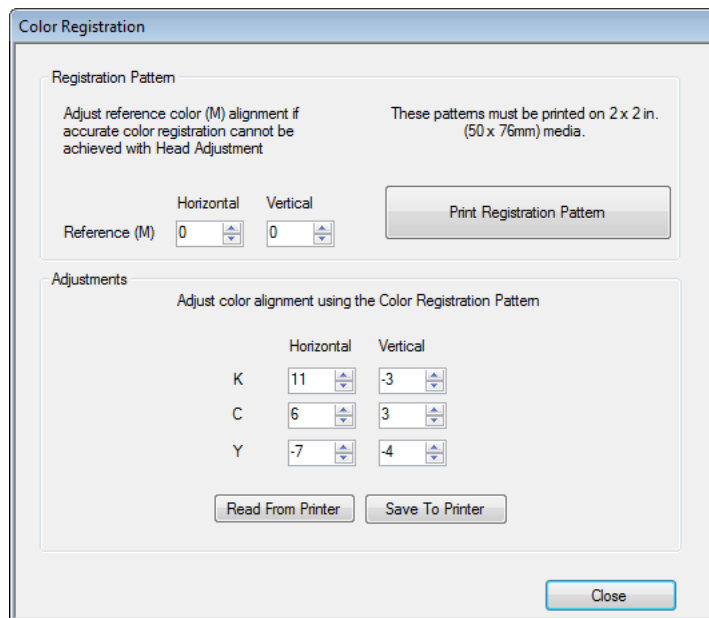 Color Registration
Registration Pattern
Adjust reference color (M) alignment if
accurate color registration cannot be
achieved with Head Adjustment
These patterns must be printed on 2 x 2 in.
(50 x 76mm) media.
Horizontal Vertical
Reference (M) 0 0
Print Registration Pattern
Adjustments
Adjust color alignment using the Color Registration Pattern
Horizontal Vertical
K 11 -3
C 6 3
Y -7 -4
Read From Printer Save To Printer
Close